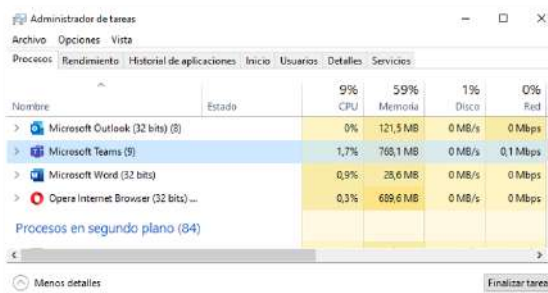 Administrador de tareas
Archivo Opciones Vista
Procesos Rendimiento Historial de aplicaciones Inicio Usuarios Detalles Servicios
9% 59% 1% 0%
Nombre Estado CPU Memoria Disco Red
Microsoft Outlook (32 bits) (8) 0% 121,5 MB 0 MB/s 0 Mbps
Microsoft Teams (9) 1,7% 768,1 MB 0 MB/s 0,1 Mbps
Microsoft Word (32 bits) 0,9% 28,6 MB 0 MB/s 0 Mbps
Opera Internet Browser (32 bits) ... 0,3% 689,6 MB 0 MB/s 0 Mbps
Procesos en segundo plano (84)
Menos detalles Finalizar tarea